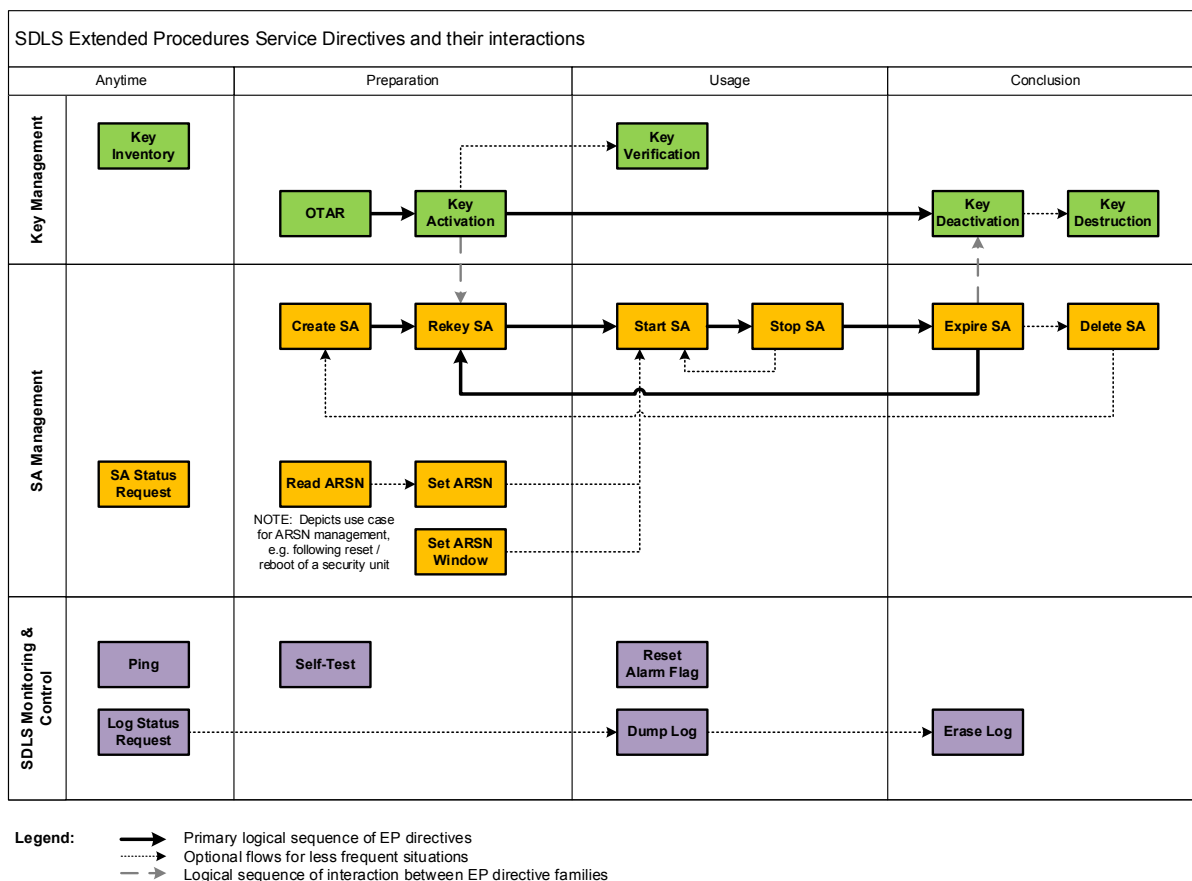 SDLS Extended Procedures Service Directives and their interactions
Anytime
Preparation
Usage
Conclusion
Key Management
Key
Inventory
Key
Verification
OTAR
Key
Activation
Key
Deactivation
Key
Destruction
SA Management
Create SA
Rekey SA
Start SA
Stop SA
Expire SA
Delete SA
SA Status
Request
Read ARSN
Set ARSN
NOTE: Depicts use case
for ARSN management,
e.g. following reset /
reboot of a security unit
Set ARSN
Window
SDLS Monitoring &
Control
Ping
Self-Test
Reset
Alarm Flag
Log Status
Request
Dump Log
Erase Log
Legend:
Primary logical sequence of EP directives
Optional flows for less frequent situations
Logical sequence of interaction between EP directive families